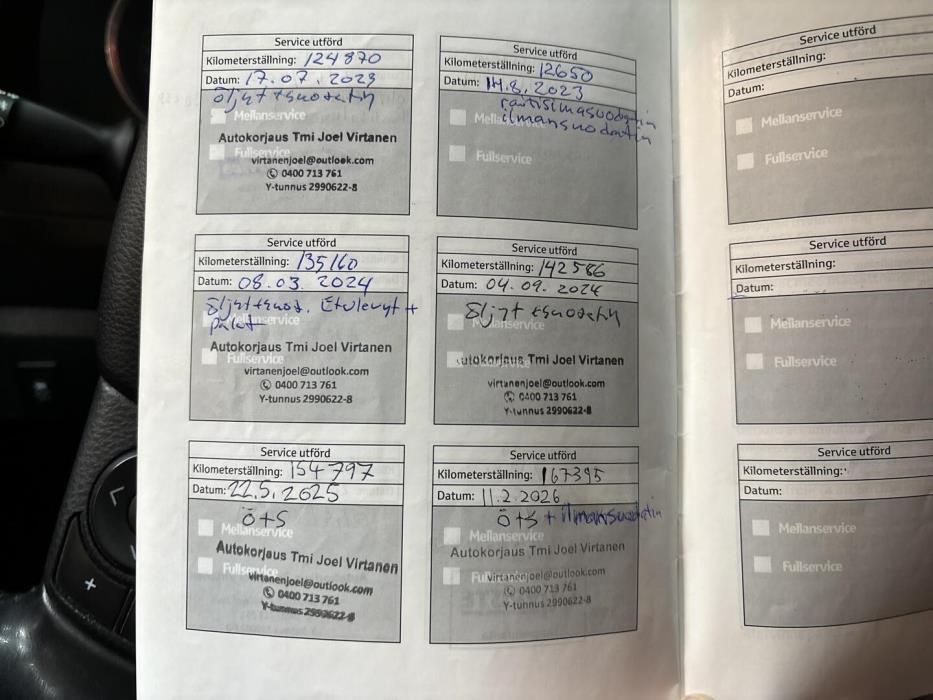 Service utförd
Kilometerställning: 124870
Datum: 17.07.2023
öljyt + suodatin
Mellanservice
Autokorjaus Tmi Joel Virtanen
virtanenjoel@outlook.com
0400 713 761
Y-tunnus 2990622-8
Service utförd
Kilometerställning: 12650
Datum: 14.8.2023
raitisilmasuodatin
ilmansuodatin
Mellanservice
Fullservice
Service utförd
Kilometerställning:
Datum:
Mellanservice
Fullservice
Service utförd
Kilometerställning: 135160
Datum: 08.03.2024
öljyt + suod. Etulevyt +
palat
Mellanservice
Autokorjaus Tmi Joel Virtanen
Fullservice
virtanenjoel@outlook.com
0400 713 761
Y-tunnus 2990622-8
Service utförd
Kilometerställning: 142586
Datum: 04.09.2024
öljyt + suodatin
Mellanservice
Autokorjaus Tmi Joel Virtanen
virtanenjoel@outlook.com
0400 713 761
Y-tunnus 2990622-8
Service utförd
Kilometerställning:
Datum:
Mellanservice
Fullservice
Service utförd
Kilometerställning: 154797
Datum: 22.5.2025
ö+s
Mellanservice
Autokorjaus Tmi Joel Virtanen
Fullservice
virtanenjoel@outlook.com
0400 713 761
Y-tunnus 2990622-8
Service utförd
Kilometerställning: 167395
Datum: 11.2.2026
ö+s + ilmansuodatin
Mellanservice
Autokorjaus Tmi Joel Virtanen
virtanenjoel@outlook.com
0400 713 761
Y-tunnus 2990622-8
Service utförd
Kilometerställning:
Datum:
Mellanservice
Fullservice